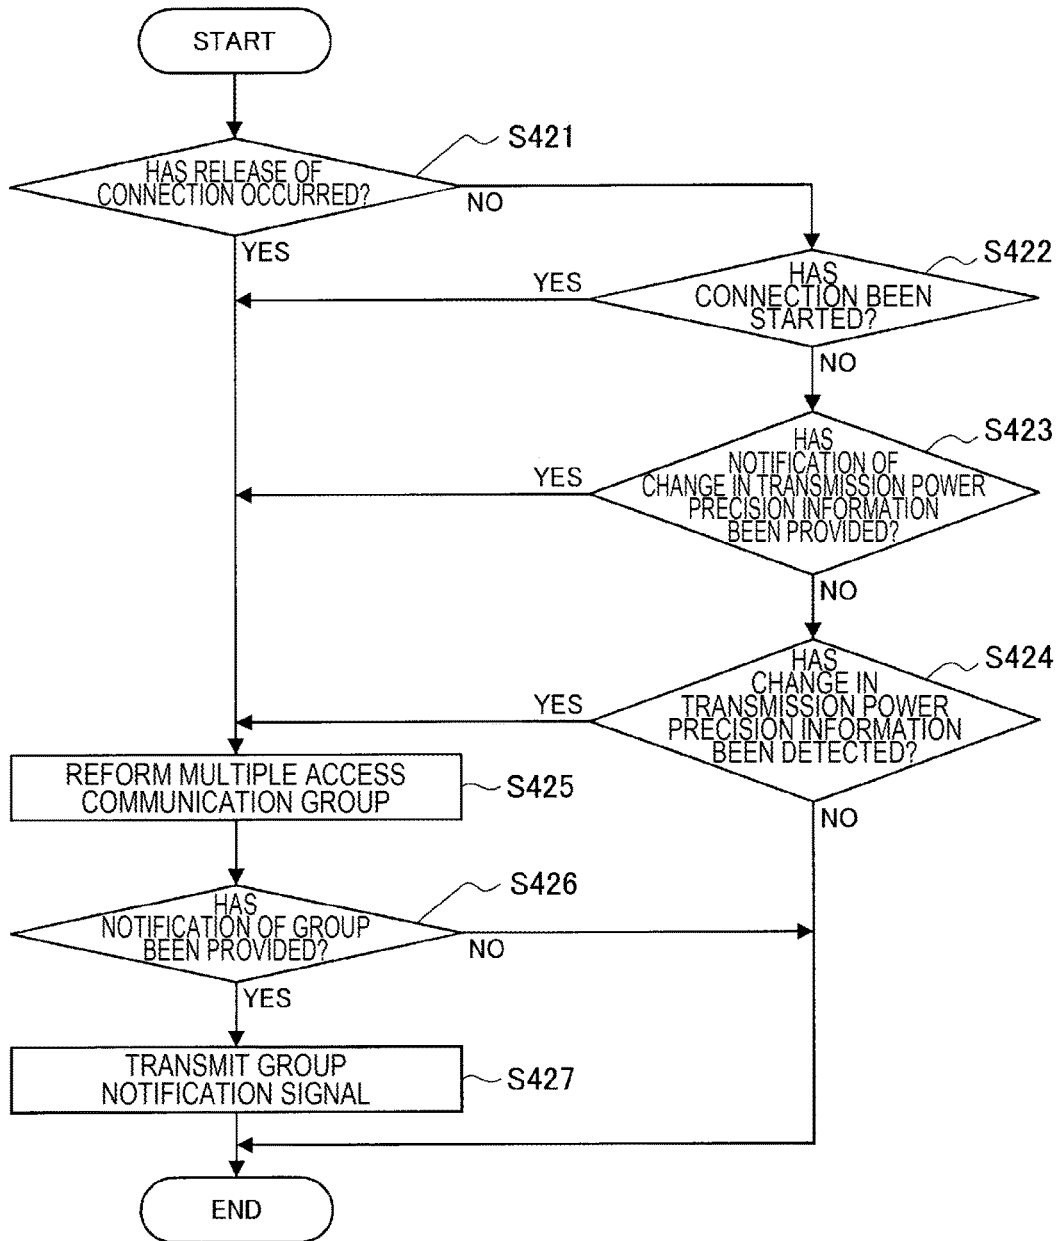 START
S421
HAS RELEASE OF
CONNECTION OCCURRED?
NO
YES
S422
HAS
CONNECTION BEEN
STARTED?
YES
NO
S423
HAS
NOTIFICATION OF
CHANGE IN TRANSMISSION POWER
PRECISION INFORMATION
BEEN PROVIDED?
YES
NO
S424
HAS
CHANGE IN
TRANSMISSION POWER
PRECISION INFORMATION
BEEN DETECTED?
YES
NO
REFORM MULTIPLE ACCESS
COMMUNICATION GROUP
S425
S426
HAS
NOTIFICATION OF GROUP
BEEN PROVIDED?
NO
YES
TRANSMIT GROUP
NOTIFICATION SIGNAL
S427
END